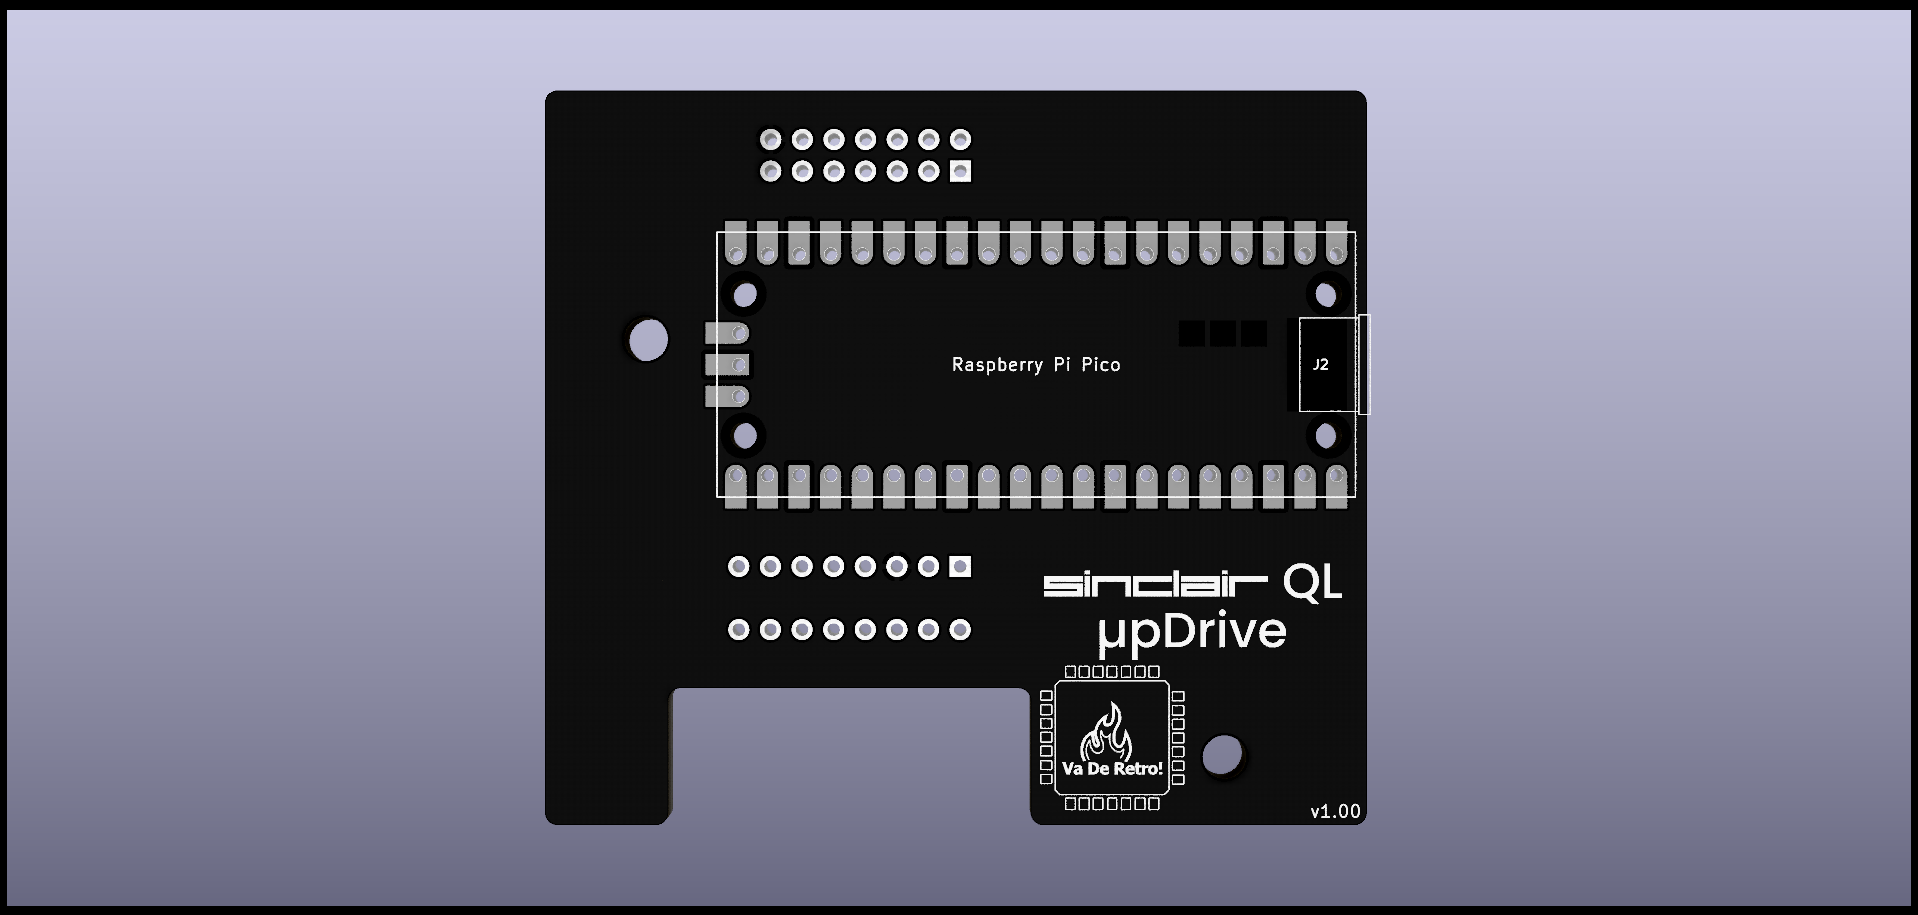 Raspberry Pi Pico
J2
sinclair QL
µpDrive
Va De Retro!
v1.00